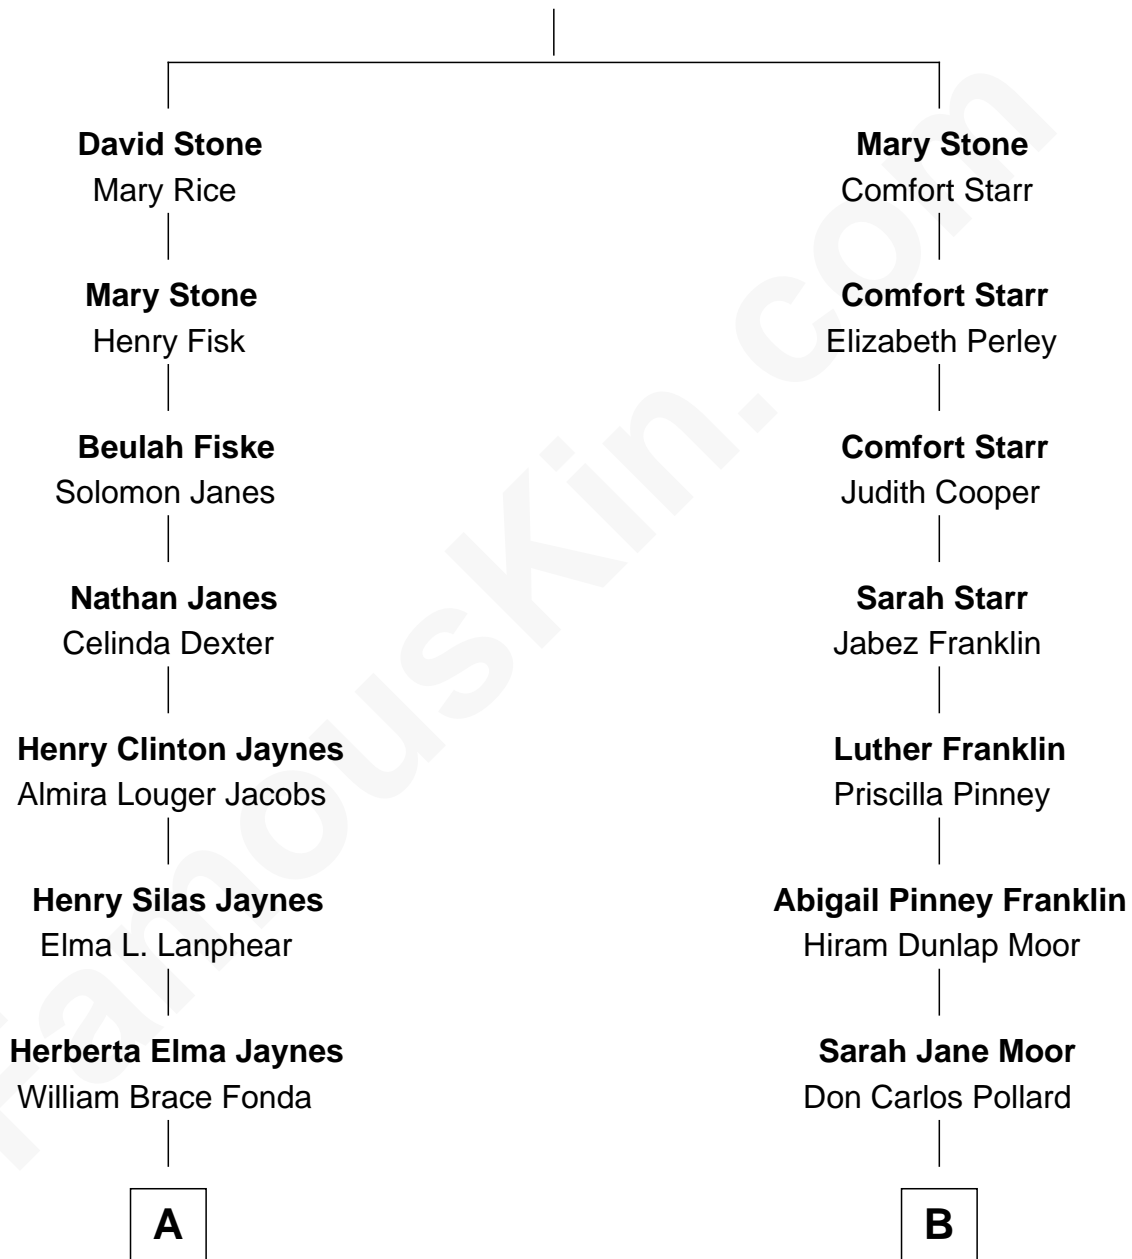 David Stone
Mary Rice
Mary Stone
Comfort Starr
Mary Stone
Henry Fisk
Comfort Starr
Elizabeth Perley
Beulah Fiske
Solomon Janes
Comfort Starr
Judith Cooper
Nathan Janes
Celinda Dexter
Sarah Starr
Jabez Franklin
Henry Clinton Jaynes
Almira Louger Jacobs
Luther Franklin
Priscilla Pinney
Henry Silas Jaynes
Elma L. Lanphear
Abigail Pinney Franklin
Hiram Dunlap Moor
Herberta Elma Jaynes
William Brace Fonda
Sarah Jane Moor
Don Carlos Pollard
A
B
FamousKin.com